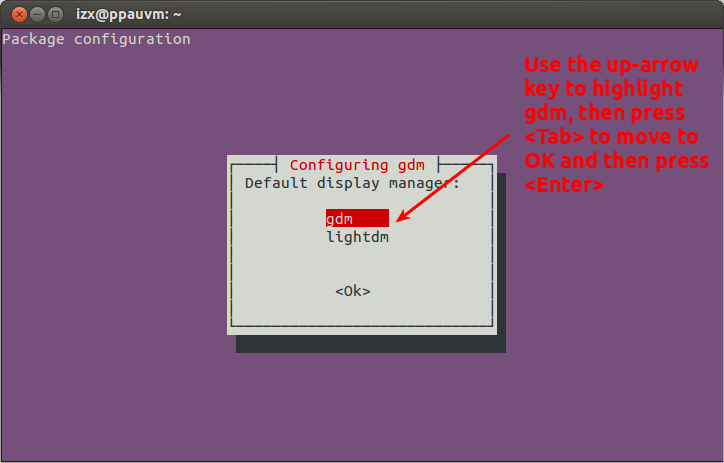 izx@ppauvm: ~
Package configuration
Use the up-arrow
key to highlight
gdm, then press
<Tab> to move to
OK and then press
<Enter>
Configuring gdm
Default display manager:
gdm
lightdm
<Ok>